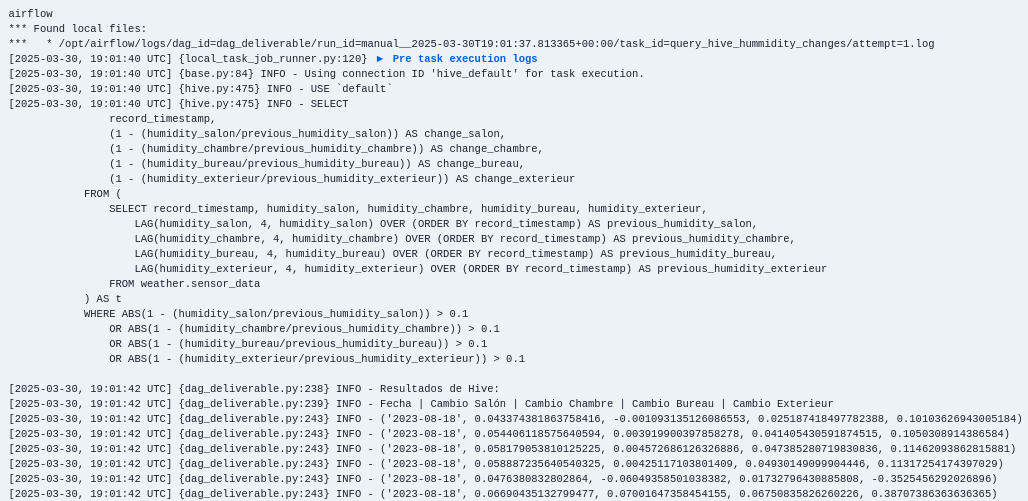 airflow
*** Found local files:
***   * /opt/airflow/logs/dag_id=dag_deliverable/run_id=manual__2025-03-30T19:01:37.813365+00:00/task_id=query_hive_hummidity_changes/attempt=1.log
[2025-03-30, 19:01:40 UTC] {local_task_job_runner.py:120} ▶ Pre task execution logs
[2025-03-30, 19:01:40 UTC] {base.py:84} INFO - Using connection ID 'hive_default' for task execution.
[2025-03-30, 19:01:40 UTC] {hive.py:475} INFO - USE `default`
[2025-03-30, 19:01:40 UTC] {hive.py:475} INFO - SELECT
                record_timestamp,
                (1 - (humidity_salon/previous_humidity_salon)) AS change_salon,
                (1 - (humidity_chambre/previous_humidity_chambre)) AS change_chambre,
                (1 - (humidity_bureau/previous_humidity_bureau)) AS change_bureau,
                (1 - (humidity_exterieur/previous_humidity_exterieur)) AS change_exterieur
            FROM (
                SELECT record_timestamp, humidity_salon, humidity_chambre, humidity_bureau, humidity_exterieur,
                    LAG(humidity_salon, 4, humidity_salon) OVER (ORDER BY record_timestamp) AS previous_humidity_salon,
                    LAG(humidity_chambre, 4, humidity_chambre) OVER (ORDER BY record_timestamp) AS previous_humidity_chambre,
                    LAG(humidity_bureau, 4, humidity_bureau) OVER (ORDER BY record_timestamp) AS previous_humidity_bureau,
                    LAG(humidity_exterieur, 4, humidity_exterieur) OVER (ORDER BY record_timestamp) AS previous_humidity_exterieur
                FROM weather.sensor_data
            ) AS t
            WHERE ABS(1 - (humidity_salon/previous_humidity_salon)) > 0.1
                OR ABS(1 - (humidity_chambre/previous_humidity_chambre)) > 0.1
                OR ABS(1 - (humidity_bureau/previous_humidity_bureau)) > 0.1
                OR ABS(1 - (humidity_exterieur/previous_humidity_exterieur)) > 0.1
[2025-03-30, 19:01:42 UTC] {dag_deliverable.py:238} INFO - Resultados de Hive:
[2025-03-30, 19:01:42 UTC] {dag_deliverable.py:239} INFO - Fecha | Cambio Salón | Cambio Chambre | Cambio Bureau | Cambio Exterieur
[2025-03-30, 19:01:42 UTC] {dag_deliverable.py:243} INFO - ('2023-08-18', 0.043374381863758416, -0.001093135126086553, 0.025187418497782388, 0.10103626943005184)
[2025-03-30, 19:01:42 UTC] {dag_deliverable.py:243} INFO - ('2023-08-18', 0.054406118575640594, 0.003919900397858278, 0.041405430591874515, 0.1050308914386584)
[2025-03-30, 19:01:42 UTC] {dag_deliverable.py:243} INFO - ('2023-08-18', 0.058179053810125225, 0.004572686126326886, 0.047385280719830836, 0.11462093862815881)
[2025-03-30, 19:01:42 UTC] {dag_deliverable.py:243} INFO - ('2023-08-18', 0.058887235640540325, 0.00425117103801409, 0.04930149099904446, 0.11317254174397029)
[2025-03-30, 19:01:42 UTC] {dag_deliverable.py:243} INFO - ('2023-08-18', 0.0476380832802864, -0.06049358501038382, 0.01732796430885808, -0.3525456292026896)
[2025-03-30, 19:01:42 UTC] {dag_deliverable.py:243} INFO - ('2023-08-18', 0.06690435132799477, 0.07001647358454155, 0.06750835826260226, 0.38707386363636365)